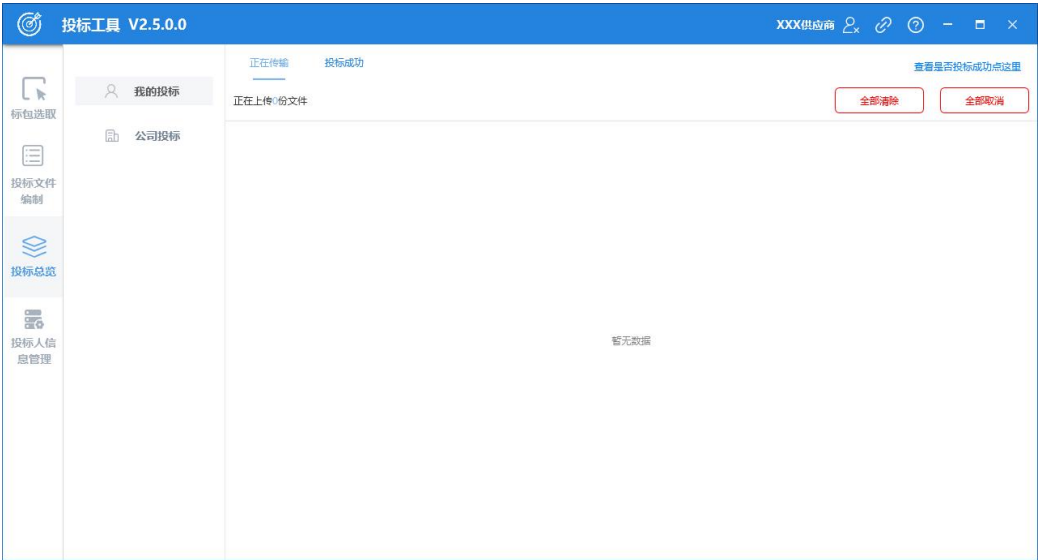 投标工具 V2.5.0.0
XXX供应商
标包选取
投标文件
编制
投标总览
投标人信
息管理
我的投标
公司投标
正在传输
投标成功
查看是否投标成功点这里
正在上传0份文件
全部清除
全部取消
暂无数据